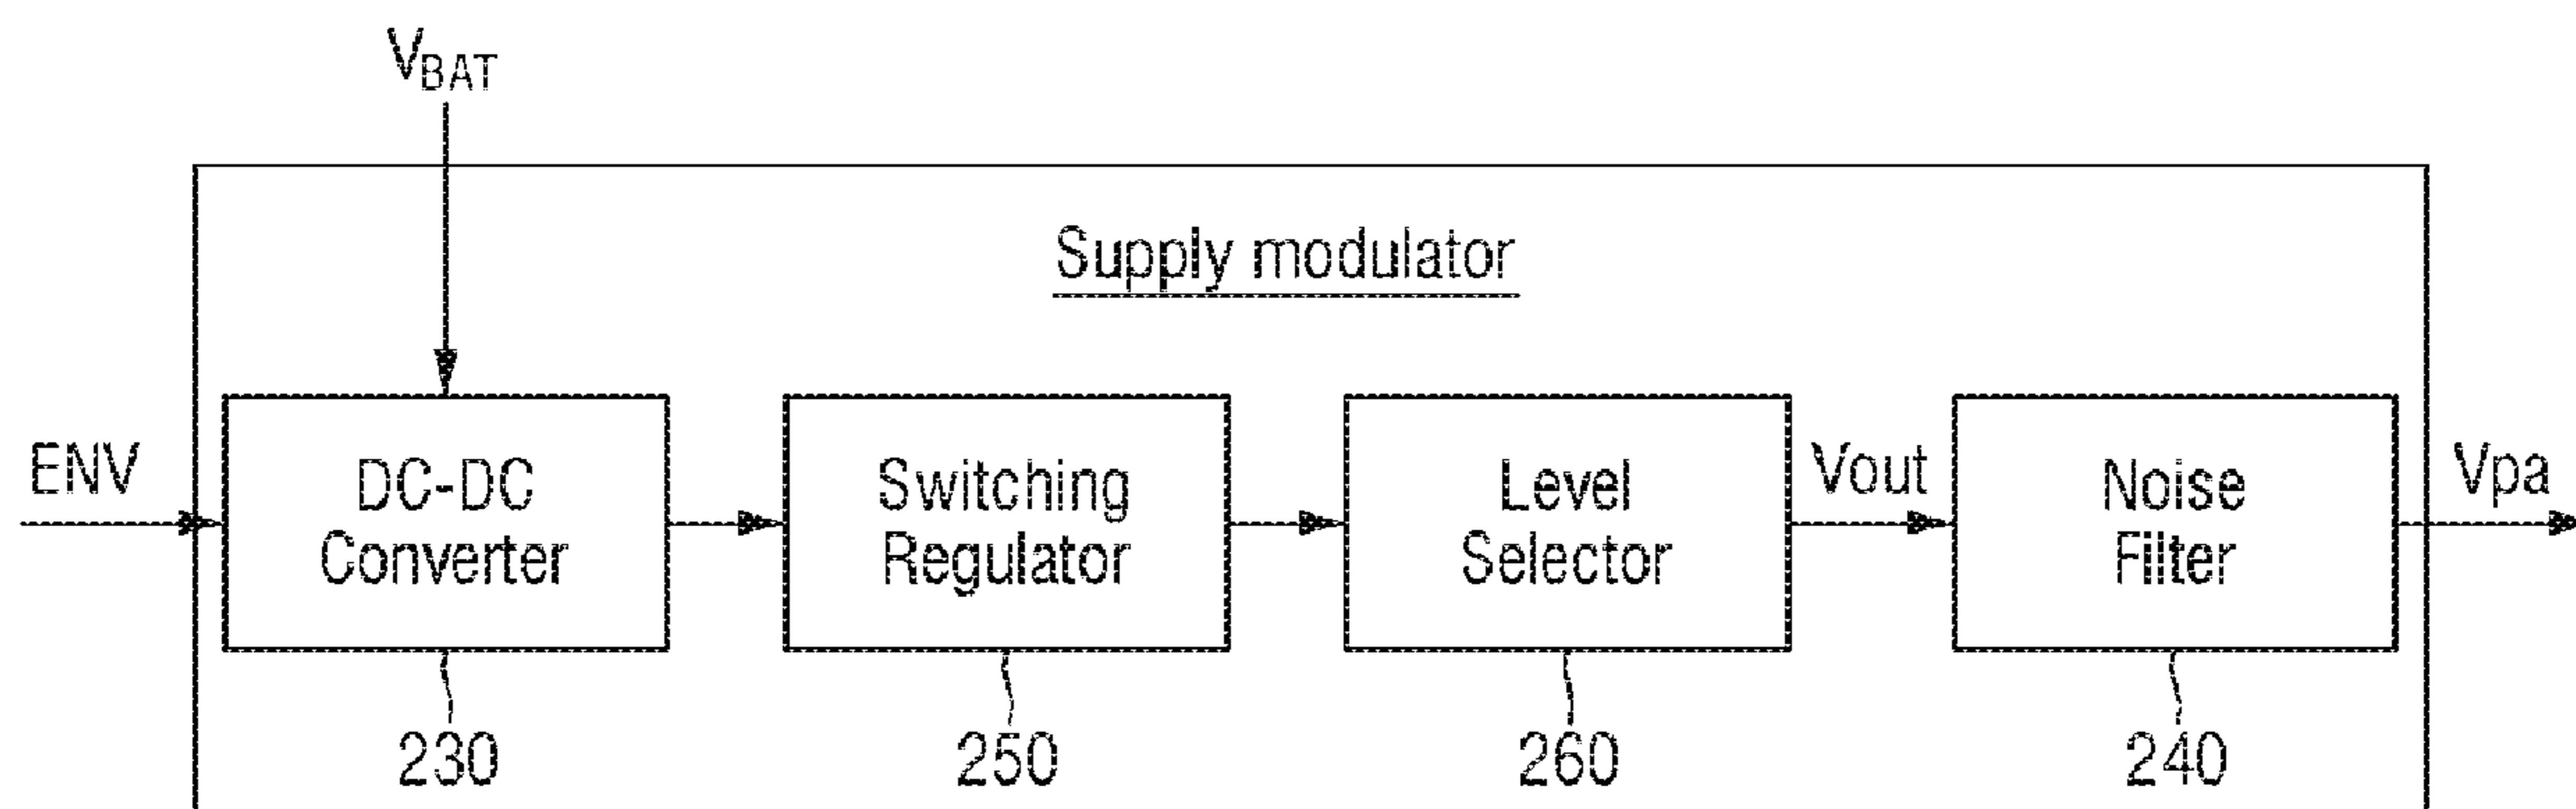 VBAT
Supply modulator
ENV
DC-DC
Converter
Switching
Regulator
Level
Selector
Vout
Noise
Filter
Vpa
230
250
260
240